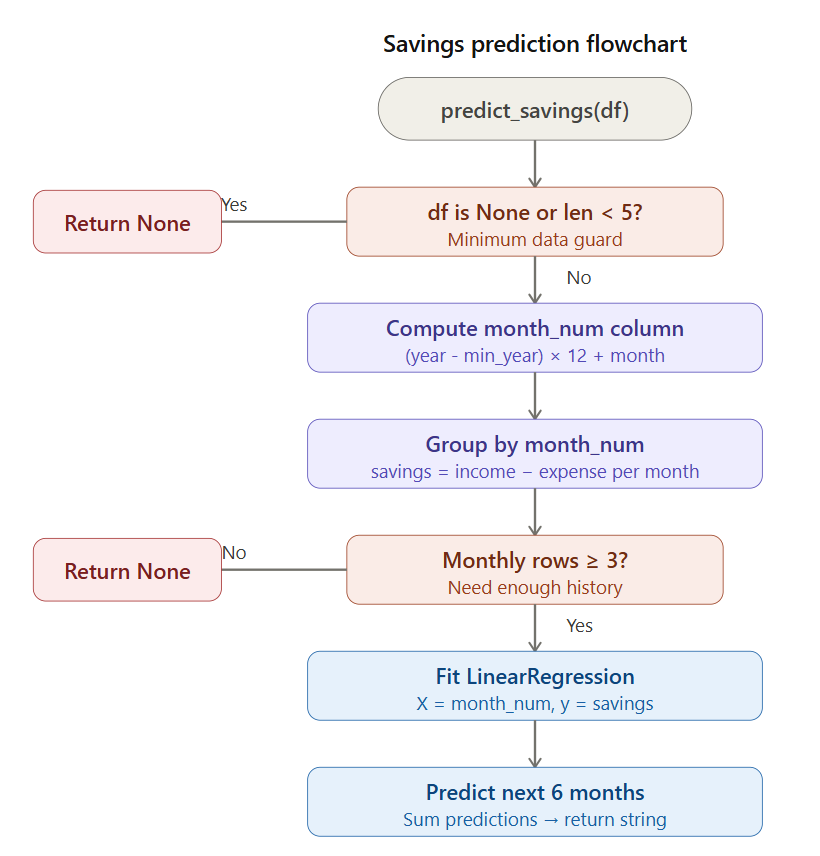 Savings prediction flowchart
predict_savings(df)
Yes
Return None
df is None or len < 5?
Minimum data guard
No
Compute month_num column
(year - min_year) × 12 + month
Group by month_num
savings = income − expense per month
No
Return None
Monthly rows ≥ 3?
Need enough history
Yes
Fit LinearRegression
X = month_num, y = savings
Predict next 6 months
Sum predictions → return string